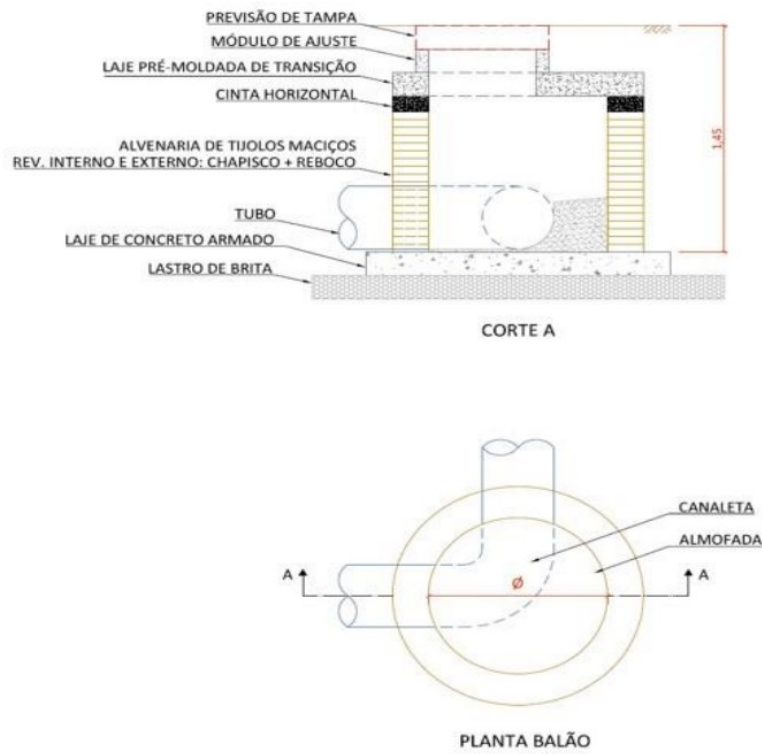 PREVISÃO DE TAMPA
MÓDULO DE AJUSTE
LAJE PRÉ-MOLDADA DE TRANSIÇÃO
CINTA HORIZONTAL
ALVENARIA DE TIJOLOS MACIÇOS
REV. INTERNO E EXTERNO: CHAPISCO + REBOCO
1,45
TUBO
LAJE DE CONCRETO ARMADO
LASTRO DE BRITA
CORTE A
CANALETA
ALMOFADA
A
A
Ø
PLANTA BALÃO